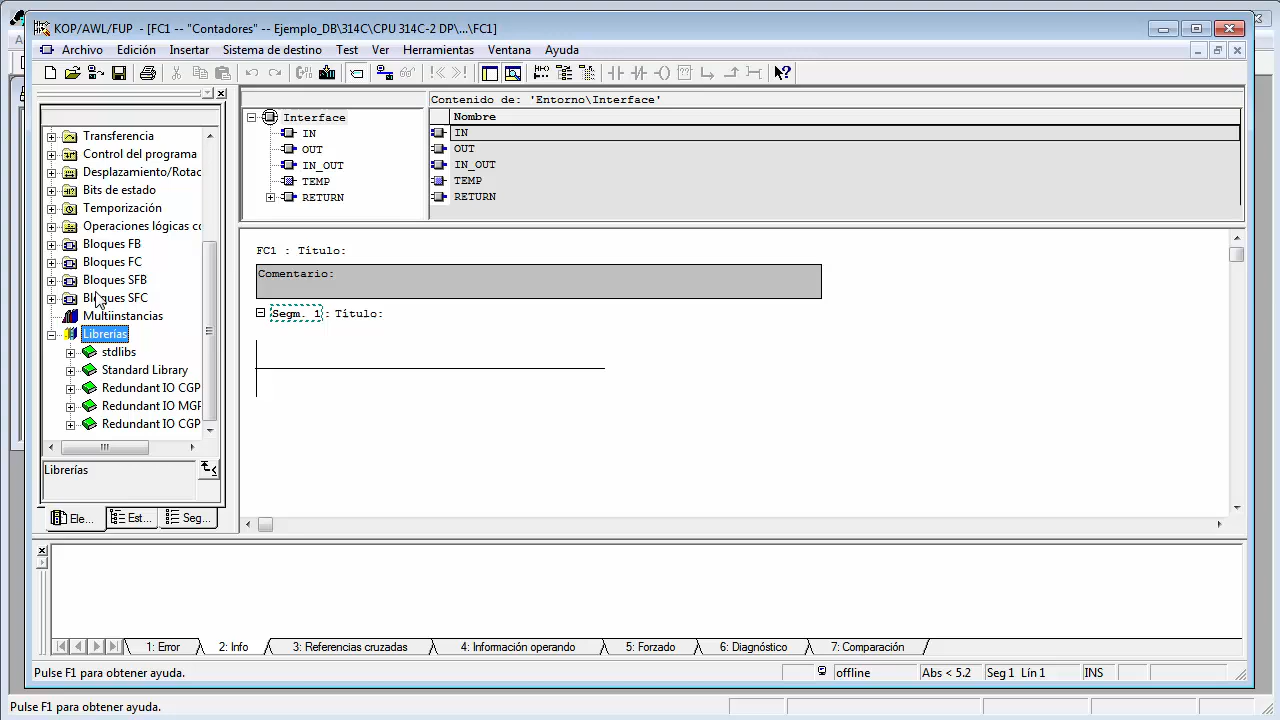 KOP/AWL/FUP - [FC1 -- "Contadores" -- Ejemplo_DB\314C\CPU 314C-2 DP\...\FC1]
Archivo Edición Insertar Sistema de destino Test Ver Herramientas Ventana Ayuda
Transferencia
Control del programa
Desplazamiento/Rotac
Bits de estado
Temporización
Operaciones lógicas co
Bloques FB
Bloques FC
Bloques SFB
Bloques SFC
Multiinstancias
Librerías
stdlibs
Standard Library
Redundant IO CGP
Redundant IO MGP
Redundant IO CGP
Librerías
Ele... Est... Seg...
Interface
IN
OUT
IN_OUT
TEMP
RETURN
Contenido de: 'Entorno\Interface'
Nombre
IN
OUT
IN_OUT
TEMP
RETURN
FC1 : Título:
Comentario:
Segm. 1: Título:
1: Error 2: Info 3: Referencias cruzadas 4: Información operando 5: Forzado 6: Diagnóstico 7: Comparación
Pulse F1 para obtener ayuda. offline Abs < 5.2 Seg 1 Lín 1 INS
Pulse F1 para obtener ayuda.